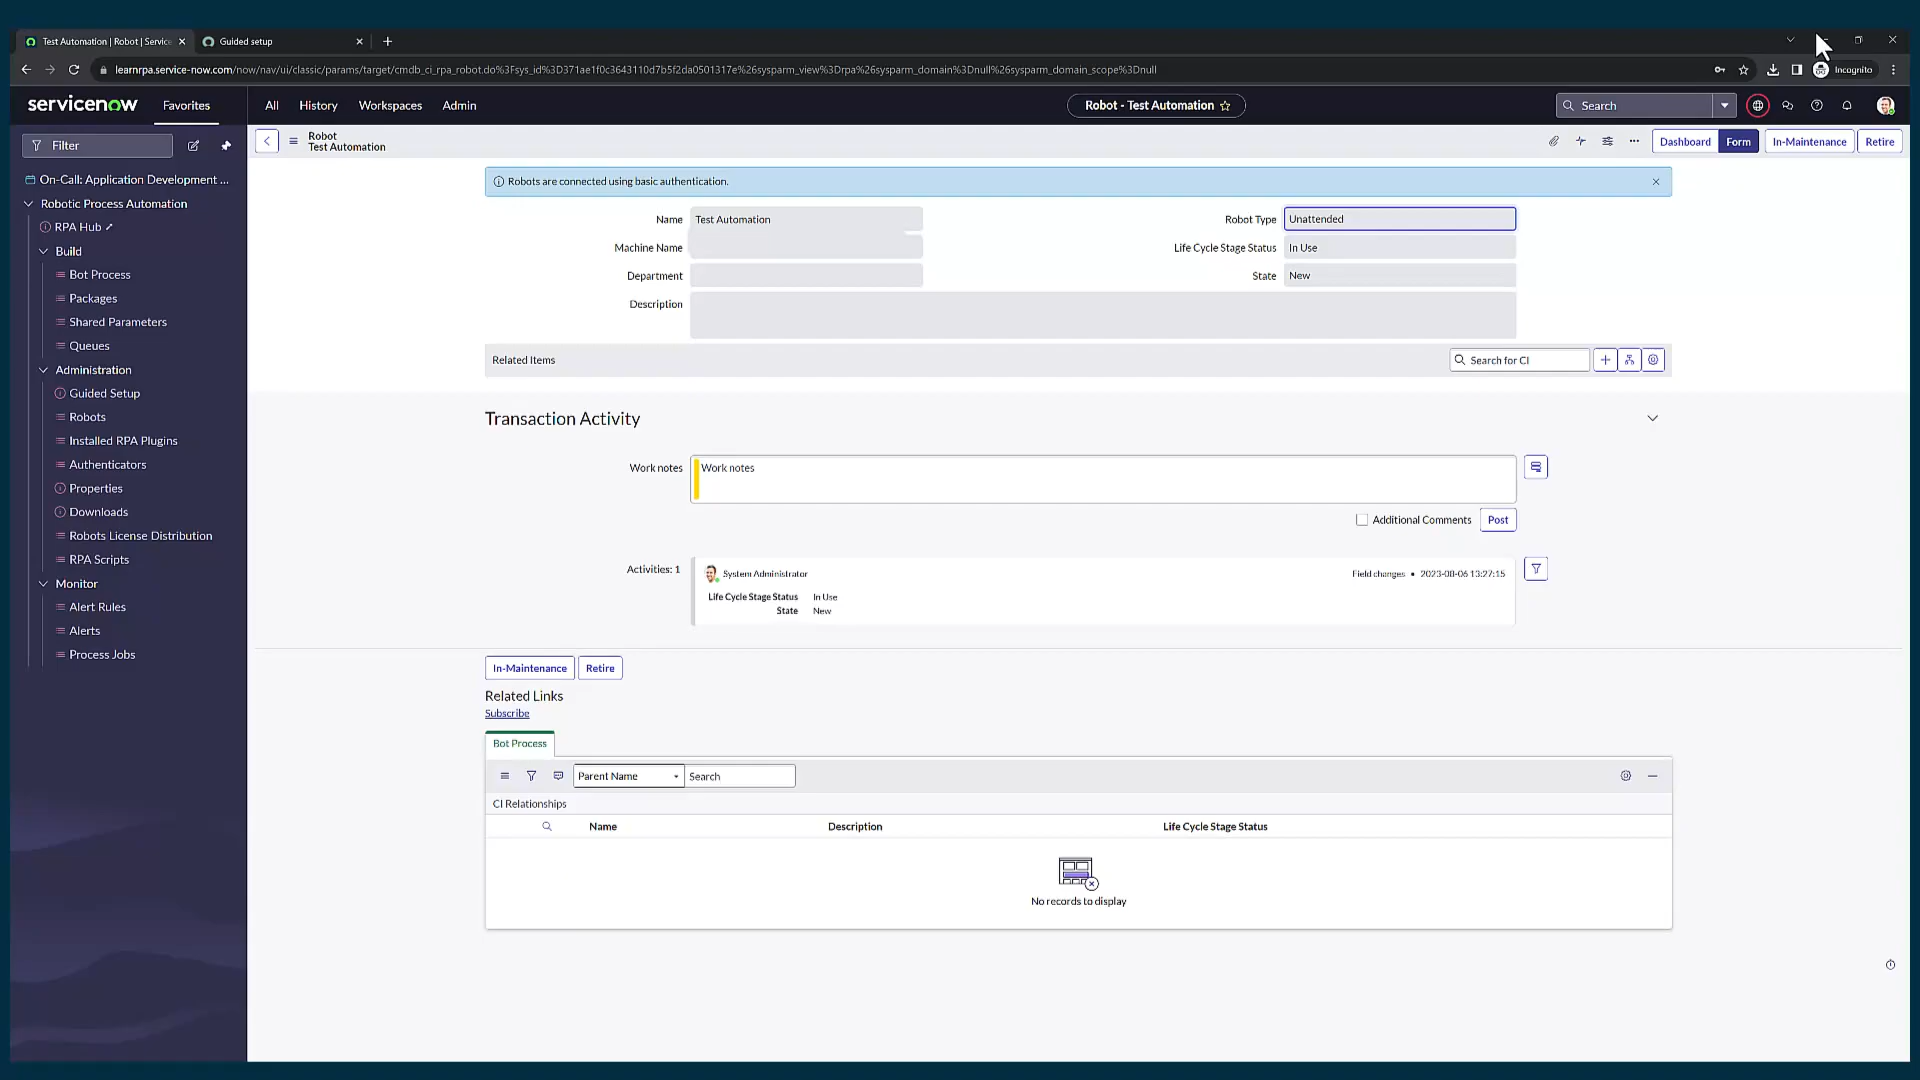 Test Automation | Robot | Service
Guided setup
learnrpa.service-now.com/now/nav/ui/classic/params/target/cmdb_ci_rpa_robot.do%3Fsys_id%3D371ae1f0c3643110d7b5f2da0501317e%26sysparm_view%3Drpa%26sysparm_domain%3Dnull%26sysparm_domain_scope%3Dnull
Incognito
servicenow
Favorites
All
History
Workspaces
Admin
Robot - Test Automation
Search
Filter
On-Call: Application Development ...
Robotic Process Automation
RPA Hub
Build
Bot Process
Packages
Shared Parameters
Queues
Administration
Guided Setup
Robots
Installed RPA Plugins
Authenticators
Properties
Downloads
Robots License Distribution
RPA Scripts
Monitor
Alert Rules
Alerts
Process Jobs
Robot
Test Automation
Dashboard
Form
In-Maintenance
Retire
Robots are connected using basic authentication.
Name Test Automation
Robot Type Unattended
Machine Name
Life Cycle Stage Status In Use
Department
State New
Description
Related Items
Search for CI
Transaction Activity
Work notes
Work notes
Additional Comments
Post
Activities: 1
System Administrator
Field changes • 2023-08-06 13:27:15
Life Cycle Stage Status In Use
State New
In-Maintenance
Retire
Related Links
Subscribe
Bot Process
Parent Name
Search
CI Relationships
Name
Description
Life Cycle Stage Status
No records to display